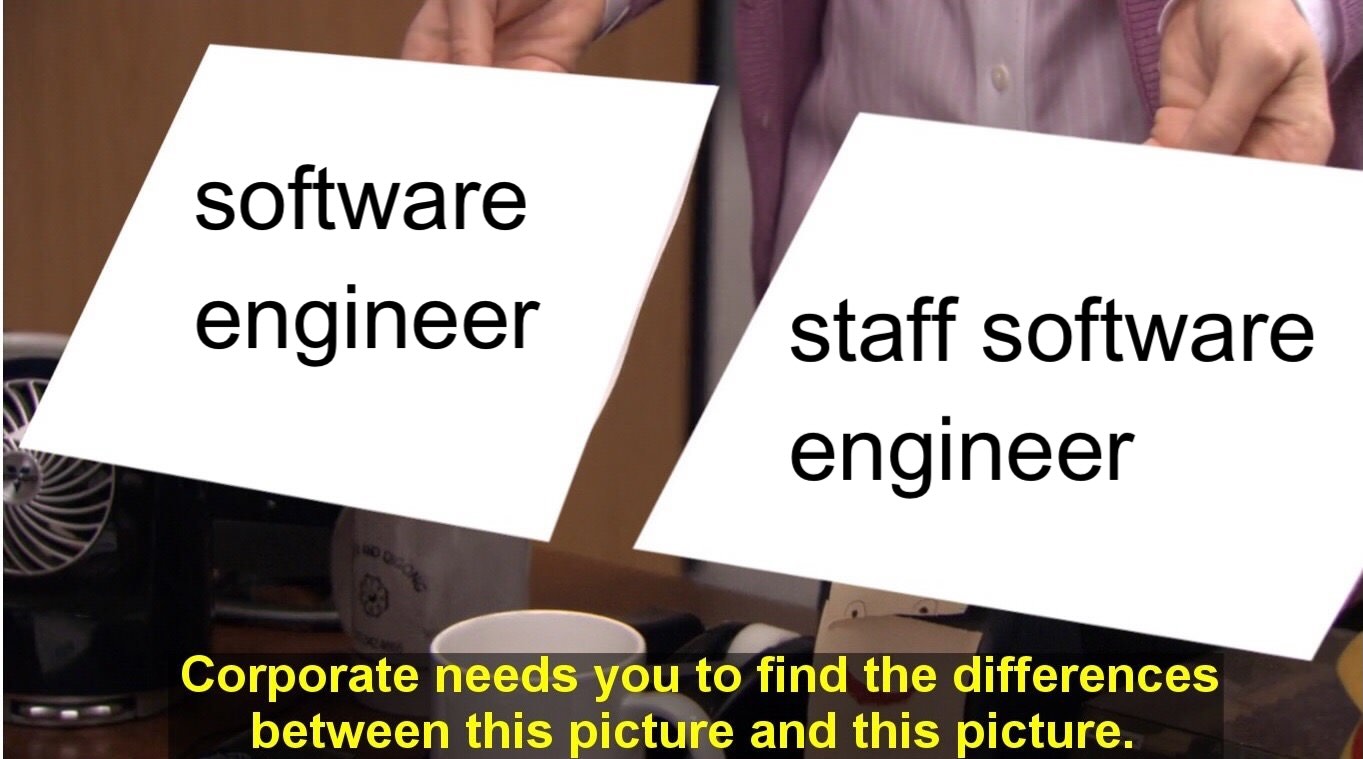 software
engineer
staff software
engineer
Corporate needs you to find the differences
between this picture and this picture.